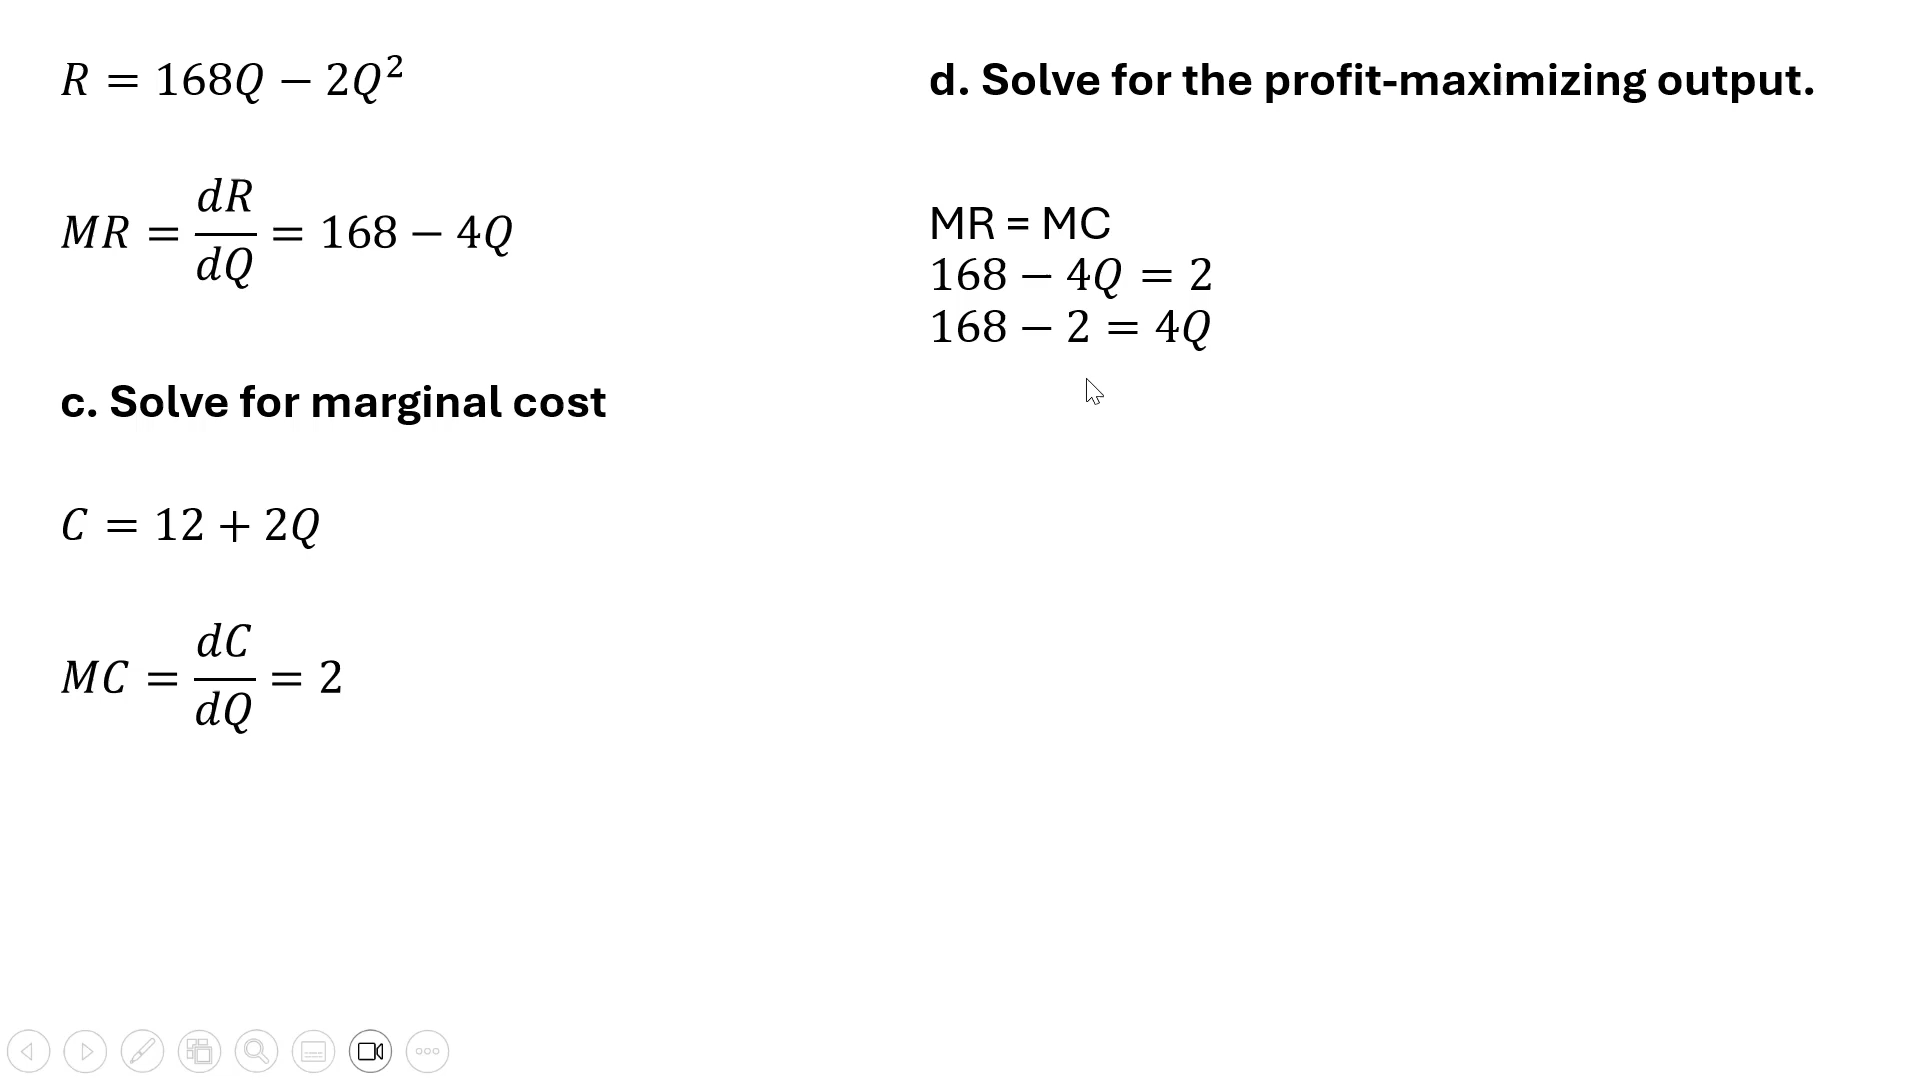 R = 168Q − 2Q²
MR = dR/dQ = 168 − 4Q
c. Solve for marginal cost
C = 12 + 2Q
MC = dC/dQ = 2
d. Solve for the profit-maximizing output.
MR = MC
168 − 4Q = 2
168 − 2 = 4Q